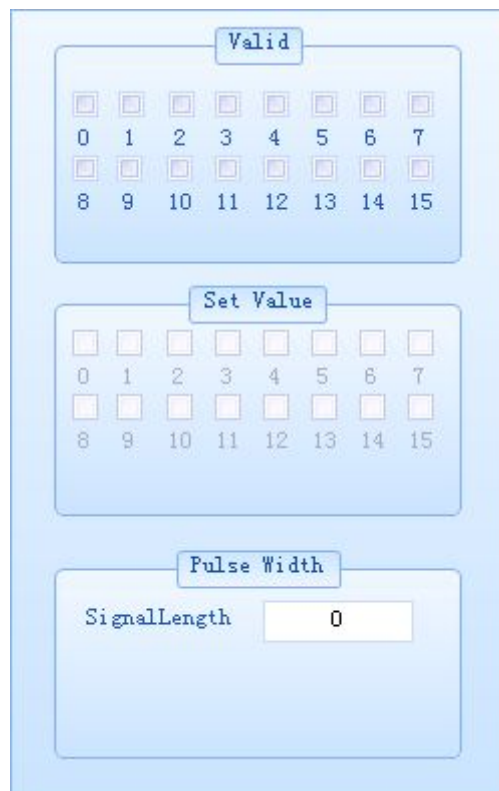 Valid
0 1 2 3 4 5 6 7
8 9 10 11 12 13 14 15
Set Value
0 1 2 3 4 5 6 7
8 9 10 11 12 13 14 15
Pulse Width
SignalLength 0